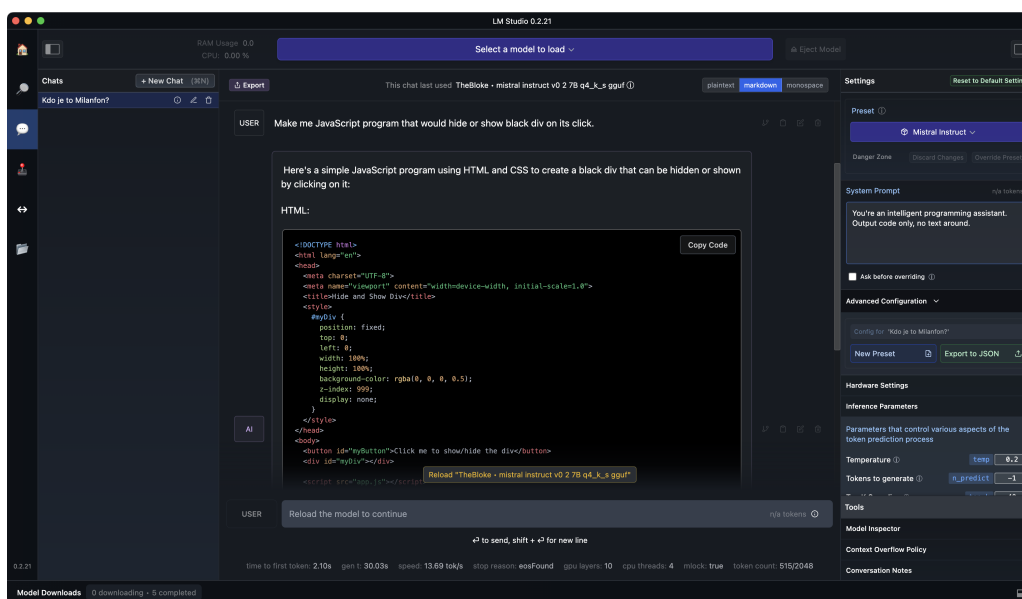 LM Studio 0.2.21
RAM Usage 0.0
CPU: 0.00 %
Select a model to load
Eject Model
Chats
+ New Chat (⌘N)
Kdo je to Milanfon?
Export
This chat last used TheBloke • mistral instruct v0 2 7B q4_k_s gguf
plaintext markdown monospace
USER
Make me JavaScript program that would hide or show black div on its click.
Here's a simple JavaScript program using HTML and CSS to create a black div that can be hidden or shown
by clicking on it:
HTML:
Copy Code
<!DOCTYPE html>
<html lang="en">
<head>
<meta charset="UTF-8">
<meta name="viewport" content="width=device-width, initial-scale=1.0">
<title>Hide and Show Div</title>
<style>
#myDiv {
position: fixed;
top: 0;
left: 0;
width: 100%;
height: 100%;
background-color: rgba(0, 0, 0, 0.5);
z-index: 999;
display: none;
}
</style>
</head>
<body>
<button id="myButton">Click me to show/hide the div</button>
<div id="myDiv"></div>
<script src="app.js"></script>
AI
Reload "TheBloke • mistral instruct v0 2 7B q4_k_s gguf"
USER
Reload the model to continue
n/a tokens
↵ to send, shift + ↵ for new line
time to first token: 2.10s gen t: 30.03s speed: 13.69 tok/s stop reason: eosFound gpu layers: 10 cpu threads: 4 mlock: true token count: 515/2048
Settings
Reset to Default Settin
Preset
Mistral Instruct
Danger Zone
Discard Changes
Override Preset
System Prompt
n/a tokens
You're an intelligent programming assistant.
Output code only, no text around.
Ask before overriding
Advanced Configuration
Config for 'Kdo je to Milanfon?'
New Preset
Export to JSON
Hardware Settings
Inference Parameters
Parameters that control various aspects of the
token prediction process
Temperature temp 0.2
Tokens to generate n_predict -1
Tools
Model Inspector
Context Overflow Policy
Conversation Notes
0.2.21
Model Downloads 0 downloading • 5 completed